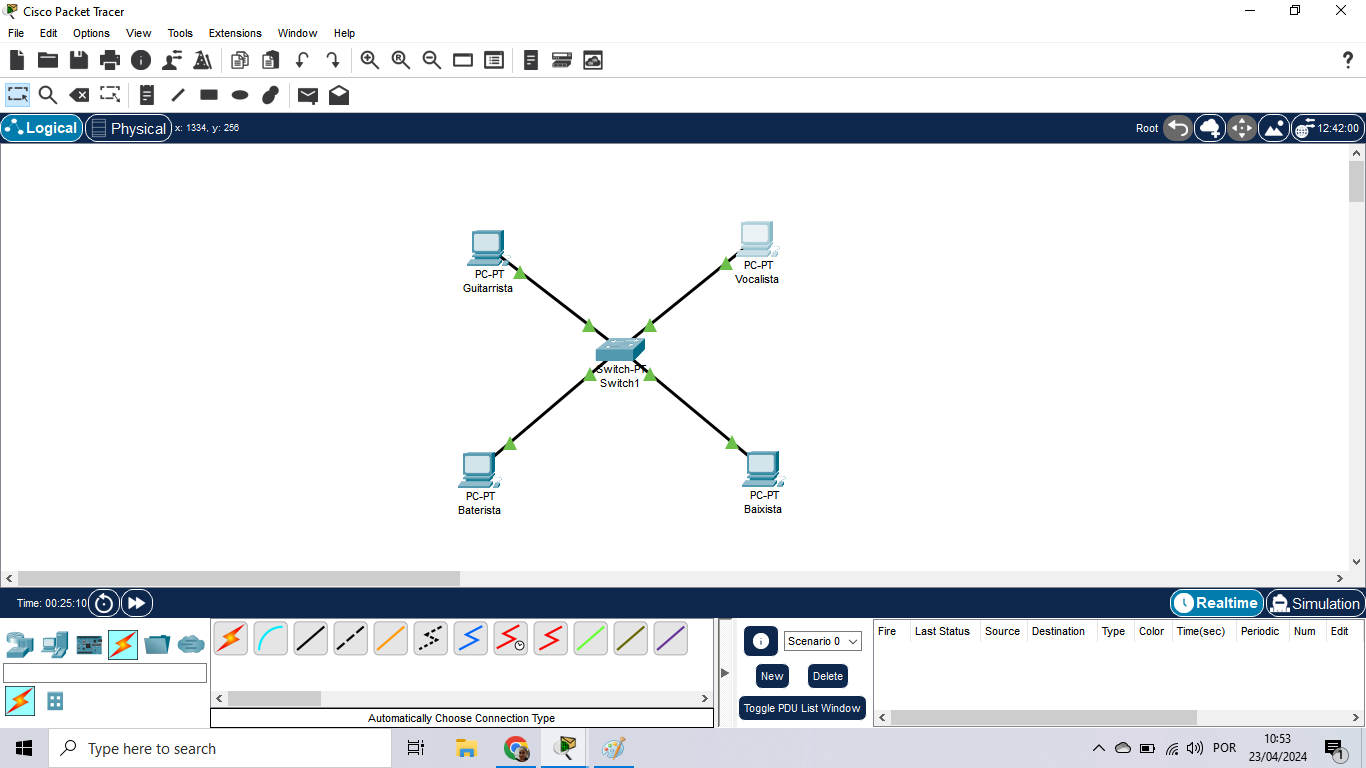 Cisco Packet Tracer
File Edit Options View Tools Extensions Window Help
Logical Physical x: 1334, y: 256 Root 12:42:00
PC-PT
Guitarrista
PC-PT
Vocalista
Switch-PT
Switch1
PC-PT
Baterista
PC-PT
Baixista
Time: 00:25:10 Realtime Simulation
Scenario 0
New Delete
Toggle PDU List Window
Fire Last Status Source Destination Type Color Time(sec) Periodic Num Edit
Automatically Choose Connection Type
Type here to search
POR
10:53
23/04/2024
1